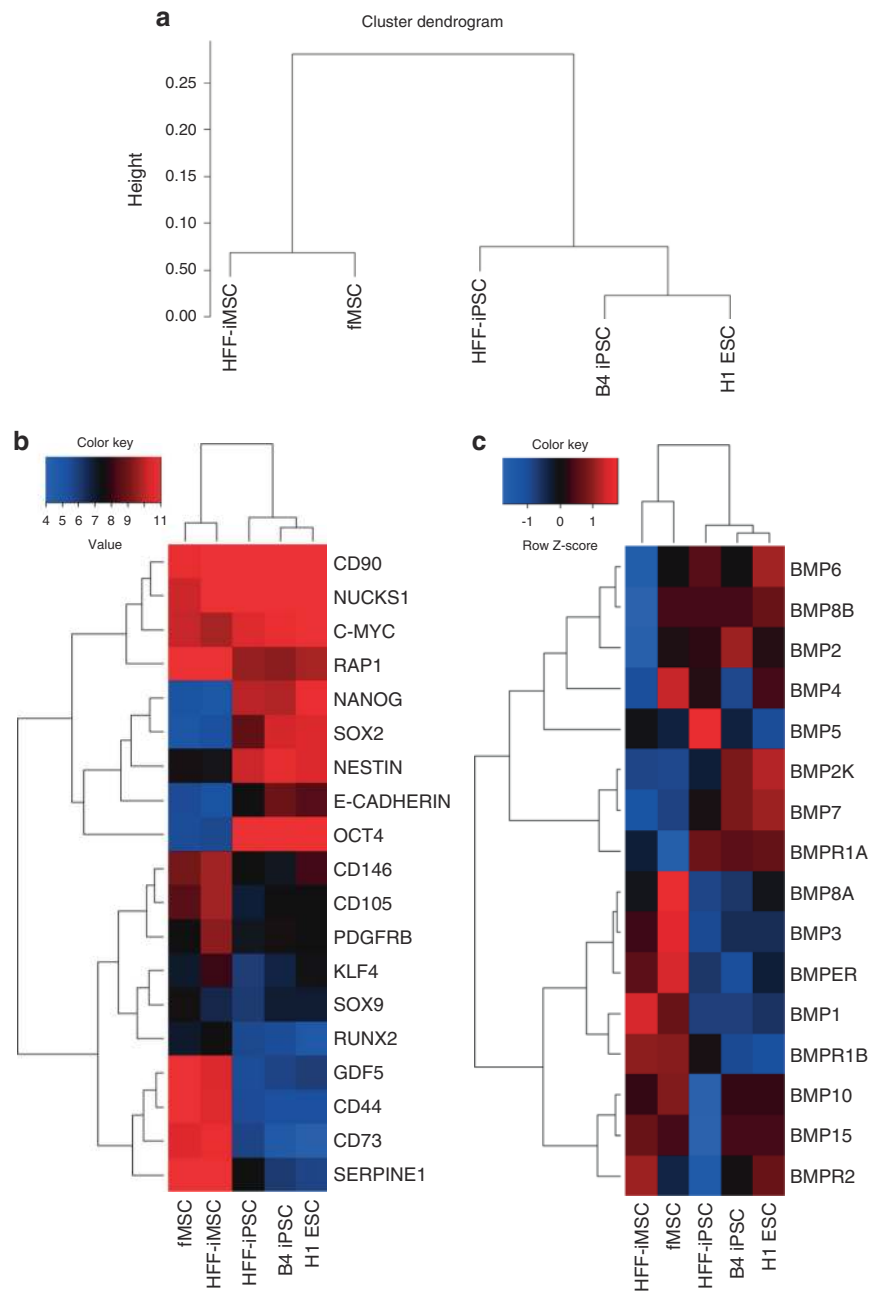 a
Cluster dendrogram
Height
0.25
0.20
0.15
0.10
0.50
0.00
HFF-iMSC
fMSC
HFF-iPSC
B4 iPSC
H1 ESC
b
Color key
4 5 6 7 8 9 11
Value
CD90
NUCKS1
C-MYC
RAP1
NANOG
SOX2
NESTIN
E-CADHERIN
OCT4
CD146
CD105
PDGFRB
KLF4
SOX9
RUNX2
GDF5
CD44
CD73
SERPINE1
fMSC
HFF-iMSC
HFF-iPSC
B4 iPSC
H1 ESC
c
Color key
-1 0 1
Row Z-score
BMP6
BMP8B
BMP2
BMP4
BMP5
BMP2K
BMP7
BMPR1A
BMP8A
BMP3
BMPER
BMP1
BMPR1B
BMP10
BMP15
BMPR2
HFF-iMSC
fMSC
HFF-iPSC
B4 iPSC
H1 ESC